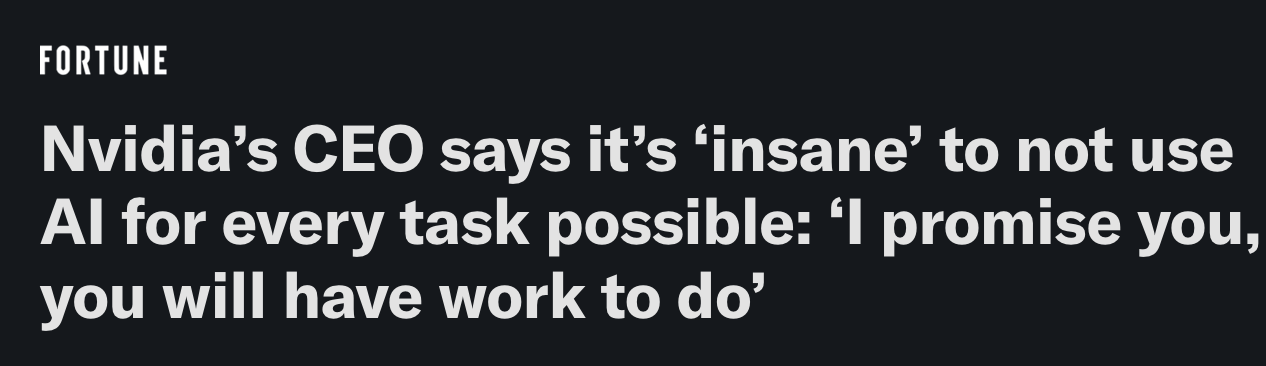 FORTUNE
Nvidia’s CEO says it’s ‘insane’ to not use
AI for every task possible: ‘I promise you,
you will have work to do’